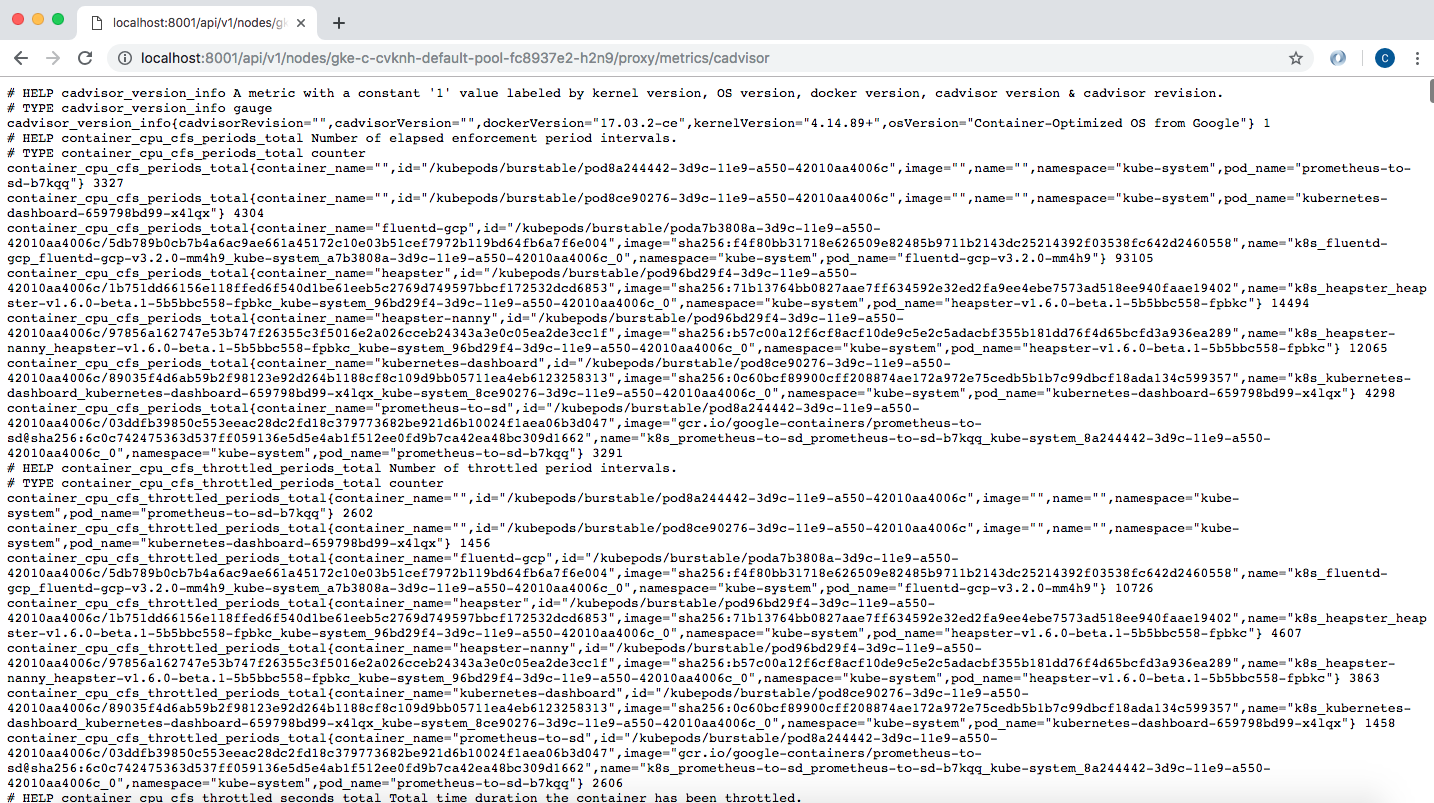 localhost:8001/api/v1/nodes/gk
localhost:8001/api/v1/nodes/gke-c-cvknh-default-pool-fc8937e2-h2n9/proxy/metrics/cadvisor
C
# HELP cadvisor_version_info A metric with a constant '1' value labeled by kernel version, OS version, docker version, cadvisor version & cadvisor revision.
# TYPE cadvisor_version_info gauge
cadvisor_version_info{cadvisorRevision="",cadvisorVersion="",dockerVersion="17.03.2-ce",kernelVersion="4.14.89+",osVersion="Container-Optimized OS from Google"} 1
# HELP container_cpu_cfs_periods_total Number of elapsed enforcement period intervals.
# TYPE container_cpu_cfs_periods_total counter
container_cpu_cfs_periods_total{container_name="",id="/kubepods/burstable/pod8a244442-3d9c-11e9-a550-42010aa4006c",image="",name="",namespace="kube-system",pod_name="prometheus-to-
sd-b7kqq"} 3327
container_cpu_cfs_periods_total{container_name="",id="/kubepods/burstable/pod8ce90276-3d9c-11e9-a550-42010aa4006c",image="",name="",namespace="kube-system",pod_name="kubernetes-
dashboard-659798bd99-x4lqx"} 4304
container_cpu_cfs_periods_total{container_name="fluentd-gcp",id="/kubepods/burstable/poda7b3808a-3d9c-11e9-a550-
42010aa4006c/5db789b0cb7b4a6ac9ae661a45172c10e03b51cef7972b119bd64fb6a7f6e004",image="sha256:f4f80bb31718e626509e82485b9711b2143dc25214392f03538fc642d2460558",name="k8s_fluentd-
gcp_fluentd-gcp-v3.2.0-mm4h9_kube-system_a7b3808a-3d9c-11e9-a550-42010aa4006c_0",namespace="kube-system",pod_name="fluentd-gcp-v3.2.0-mm4h9"} 93105
container_cpu_cfs_periods_total{container_name="heapster",id="/kubepods/burstable/pod96bd29f4-3d9c-11e9-a550-
42010aa4006c/1b751dd66156e118ffed6f540d1be61eeb5c2769d749597bbcf172532dcd6853",image="sha256:71b13764bb0827aae7ff634592e32ed2fa9ee4ebe7573ad518ee940faae19402",name="k8s_heapster_heap
ster-v1.6.0-beta.1-5b5bbc558-fpbkc_kube-system_96bd29f4-3d9c-11e9-a550-42010aa4006c_0",namespace="kube-system",pod_name="heapster-v1.6.0-beta.1-5b5bbc558-fpbkc"} 14494
container_cpu_cfs_periods_total{container_name="heapster-nanny",id="/kubepods/burstable/pod96bd29f4-3d9c-11e9-a550-
42010aa4006c/97856a162747e53b747f26355c3f5016e2a026cceb24343a3e0c05ea2de3cc1f",image="sha256:b57c00a12f6cf8acf10de9c5e2c5adacbf355b181dd76f4d65bcfd3a936ea289",name="k8s_heapster-
nanny_heapster-v1.6.0-beta.1-5b5bbc558-fpbkc_kube-system_96bd29f4-3d9c-11e9-a550-42010aa4006c_0",namespace="kube-system",pod_name="heapster-v1.6.0-beta.1-5b5bbc558-fpbkc"} 12065
container_cpu_cfs_periods_total{container_name="kubernetes-dashboard",id="/kubepods/burstable/pod8ce90276-3d9c-11e9-a550-
42010aa4006c/89035f4d6ab59b2f98123e92d264b1188cf8c109d9bb05711ea4eb6123258313",image="sha256:0c60bcf89900cff208874ae172a972e75cedb5b1b7c99dbcf18ada134c599357",name="k8s_kubernetes-
dashboard_kubernetes-dashboard-659798bd99-x4lqx_kube-system_8ce90276-3d9c-11e9-a550-42010aa4006c_0",namespace="kube-system",pod_name="kubernetes-dashboard-659798bd99-x4lqx"} 4298
container_cpu_cfs_periods_total{container_name="prometheus-to-sd",id="/kubepods/burstable/pod8a244442-3d9c-11e9-a550-
42010aa4006c/03ddfb39850c553eeac28dc2fd18c379773682be921d6b10024f1aea06b3d047",image="gcr.io/google-containers/prometheus-to-
sd@sha256:6c0c742475363d537ff059136e5d5e4ab1f512ee0fd9b7ca42ea48bc309d1662",name="k8s_prometheus-to-sd_prometheus-to-sd-b7kqq_kube-system_8a244442-3d9c-11e9-a550-
42010aa4006c_0",namespace="kube-system",pod_name="prometheus-to-sd-b7kqq"} 3291
# HELP container_cpu_cfs_throttled_periods_total Number of throttled period intervals.
# TYPE container_cpu_cfs_throttled_periods_total counter
container_cpu_cfs_throttled_periods_total{container_name="",id="/kubepods/burstable/pod8a244442-3d9c-11e9-a550-42010aa4006c",image="",name="",namespace="kube-
system",pod_name="prometheus-to-sd-b7kqq"} 2602
container_cpu_cfs_throttled_periods_total{container_name="",id="/kubepods/burstable/pod8ce90276-3d9c-11e9-a550-42010aa4006c",image="",name="",namespace="kube-
system",pod_name="kubernetes-dashboard-659798bd99-x4lqx"} 1456
container_cpu_cfs_throttled_periods_total{container_name="fluentd-gcp",id="/kubepods/burstable/poda7b3808a-3d9c-11e9-a550-
42010aa4006c/5db789b0cb7b4a6ac9ae661a45172c10e03b51cef7972b119bd64fb6a7f6e004",image="sha256:f4f80bb31718e626509e82485b9711b2143dc25214392f03538fc642d2460558",name="k8s_fluentd-
gcp_fluentd-gcp-v3.2.0-mm4h9_kube-system_a7b3808a-3d9c-11e9-a550-42010aa4006c_0",namespace="kube-system",pod_name="fluentd-gcp-v3.2.0-mm4h9"} 10726
container_cpu_cfs_throttled_periods_total{container_name="heapster",id="/kubepods/burstable/pod96bd29f4-3d9c-11e9-a550-
42010aa4006c/1b751dd66156e118ffed6f540d1be61eeb5c2769d749597bbcf172532dcd6853",image="sha256:71b13764bb0827aae7ff634592e32ed2fa9ee4ebe7573ad518ee940faae19402",name="k8s_heapster_heap
ster-v1.6.0-beta.1-5b5bbc558-fpbkc_kube-system_96bd29f4-3d9c-11e9-a550-42010aa4006c_0",namespace="kube-system",pod_name="heapster-v1.6.0-beta.1-5b5bbc558-fpbkc"} 4607
container_cpu_cfs_throttled_periods_total{container_name="heapster-nanny",id="/kubepods/burstable/pod96bd29f4-3d9c-11e9-a550-
42010aa4006c/97856a162747e53b747f26355c3f5016e2a026cceb24343a3e0c05ea2de3cc1f",image="sha256:b57c00a12f6cf8acf10de9c5e2c5adacbf355b181dd76f4d65bcfd3a936ea289",name="k8s_heapster-
nanny_heapster-v1.6.0-beta.1-5b5bbc558-fpbkc_kube-system_96bd29f4-3d9c-11e9-a550-42010aa4006c_0",namespace="kube-system",pod_name="heapster-v1.6.0-beta.1-5b5bbc558-fpbkc"} 3863
container_cpu_cfs_throttled_periods_total{container_name="kubernetes-dashboard",id="/kubepods/burstable/pod8ce90276-3d9c-11e9-a550-
42010aa4006c/89035f4d6ab59b2f98123e92d264b1188cf8c109d9bb05711ea4eb6123258313",image="sha256:0c60bcf89900cff208874ae172a972e75cedb5b1b7c99dbcf18ada134c599357",name="k8s_kubernetes-
dashboard_kubernetes-dashboard-659798bd99-x4lqx_kube-system_8ce90276-3d9c-11e9-a550-42010aa4006c_0",namespace="kube-system",pod_name="kubernetes-dashboard-659798bd99-x4lqx"} 1458
container_cpu_cfs_throttled_periods_total{container_name="prometheus-to-sd",id="/kubepods/burstable/pod8a244442-3d9c-11e9-a550-
42010aa4006c/03ddfb39850c553eeac28dc2fd18c379773682be921d6b10024f1aea06b3d047",image="gcr.io/google-containers/prometheus-to-
sd@sha256:6c0c742475363d537ff059136e5d5e4ab1f512ee0fd9b7ca42ea48bc309d1662",name="k8s_prometheus-to-sd_prometheus-to-sd-b7kqq_kube-system_8a244442-3d9c-11e9-a550-
42010aa4006c_0",namespace="kube-system",pod_name="prometheus-to-sd-b7kqq"} 2606
# HELP container_cpu_cfs_throttled_seconds_total Total time duration the container has been throttled.